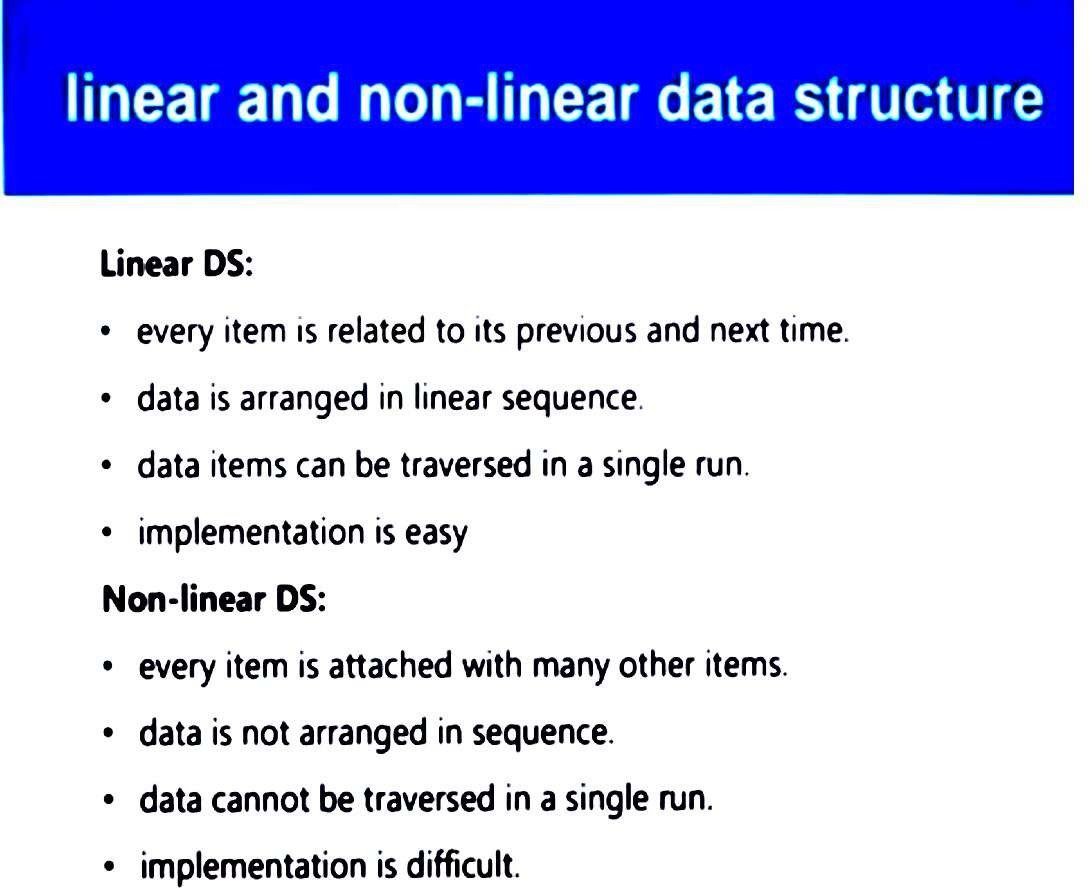 linear and non-linear data structure
Linear DS:
• every item is related to its previous and next time.
• data is arranged in linear sequence.
• data items can be traversed in a single run.
• implementation is easy
Non-linear DS:
• every item is attached with many other items.
• data is not arranged in sequence.
• data cannot be traversed in a single run.
• implementation is difficult.